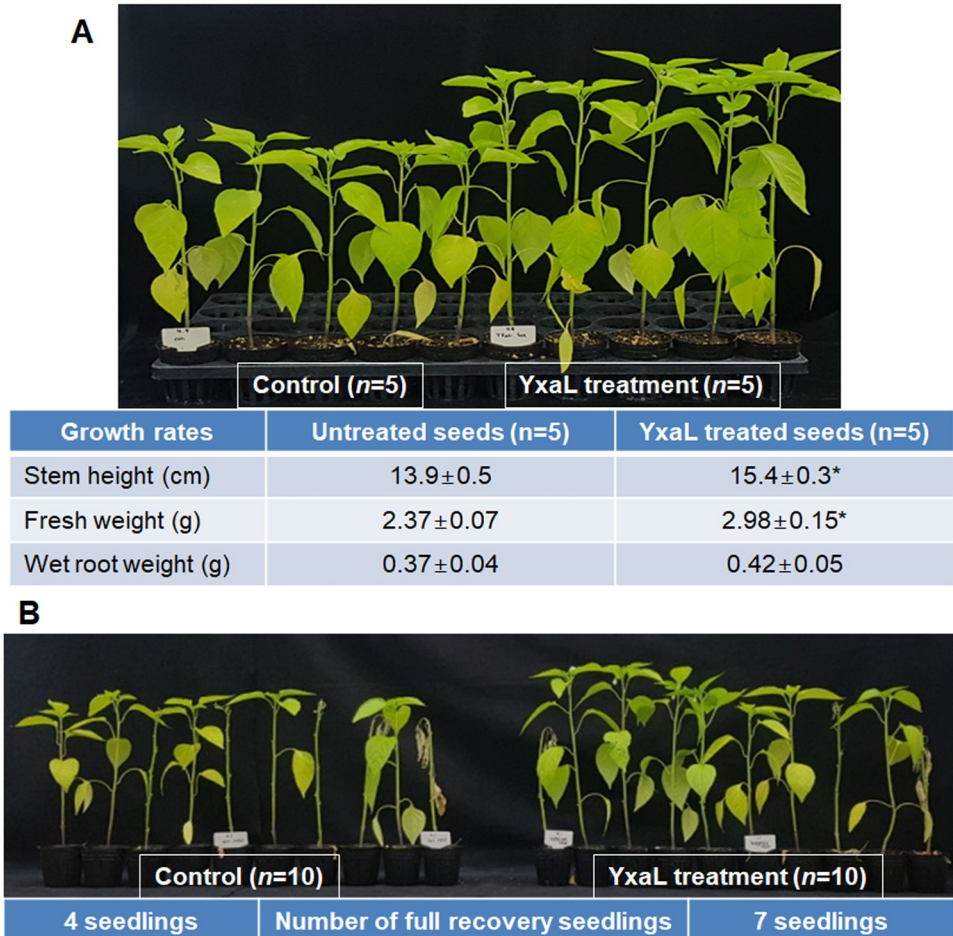 A
Control (n=5) YxaL treatment (n=5)
Growth rates Untreated seeds (n=5) YxaL treated seeds (n=5)
Stem height (cm) 13.9±0.5 15.4±0.3*
Fresh weight (g) 2.37±0.07 2.98±0.15*
Wet root weight (g) 0.37±0.04 0.42±0.05
B
Control (n=10) YxaL treatment (n=10)
4 seedlings Number of full recovery seedlings 7 seedlings